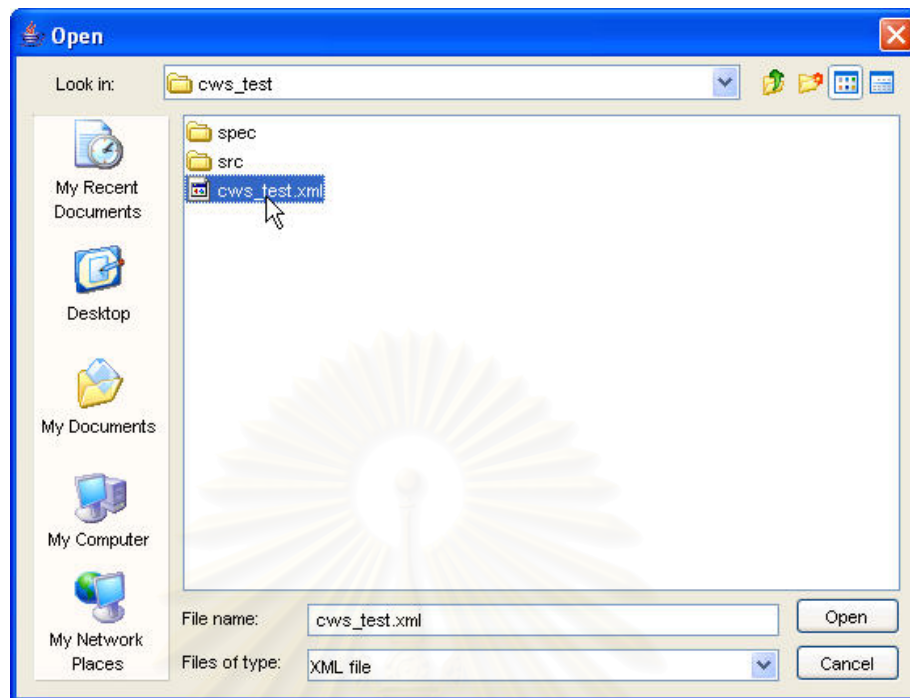 Open
Look in: cws_test
spec
src
cws_test.xml
My Recent
Documents
Desktop
My Documents
My Computer
My Network
Places
File name: cws_test.xml Open
Files of type: XML file Cancel